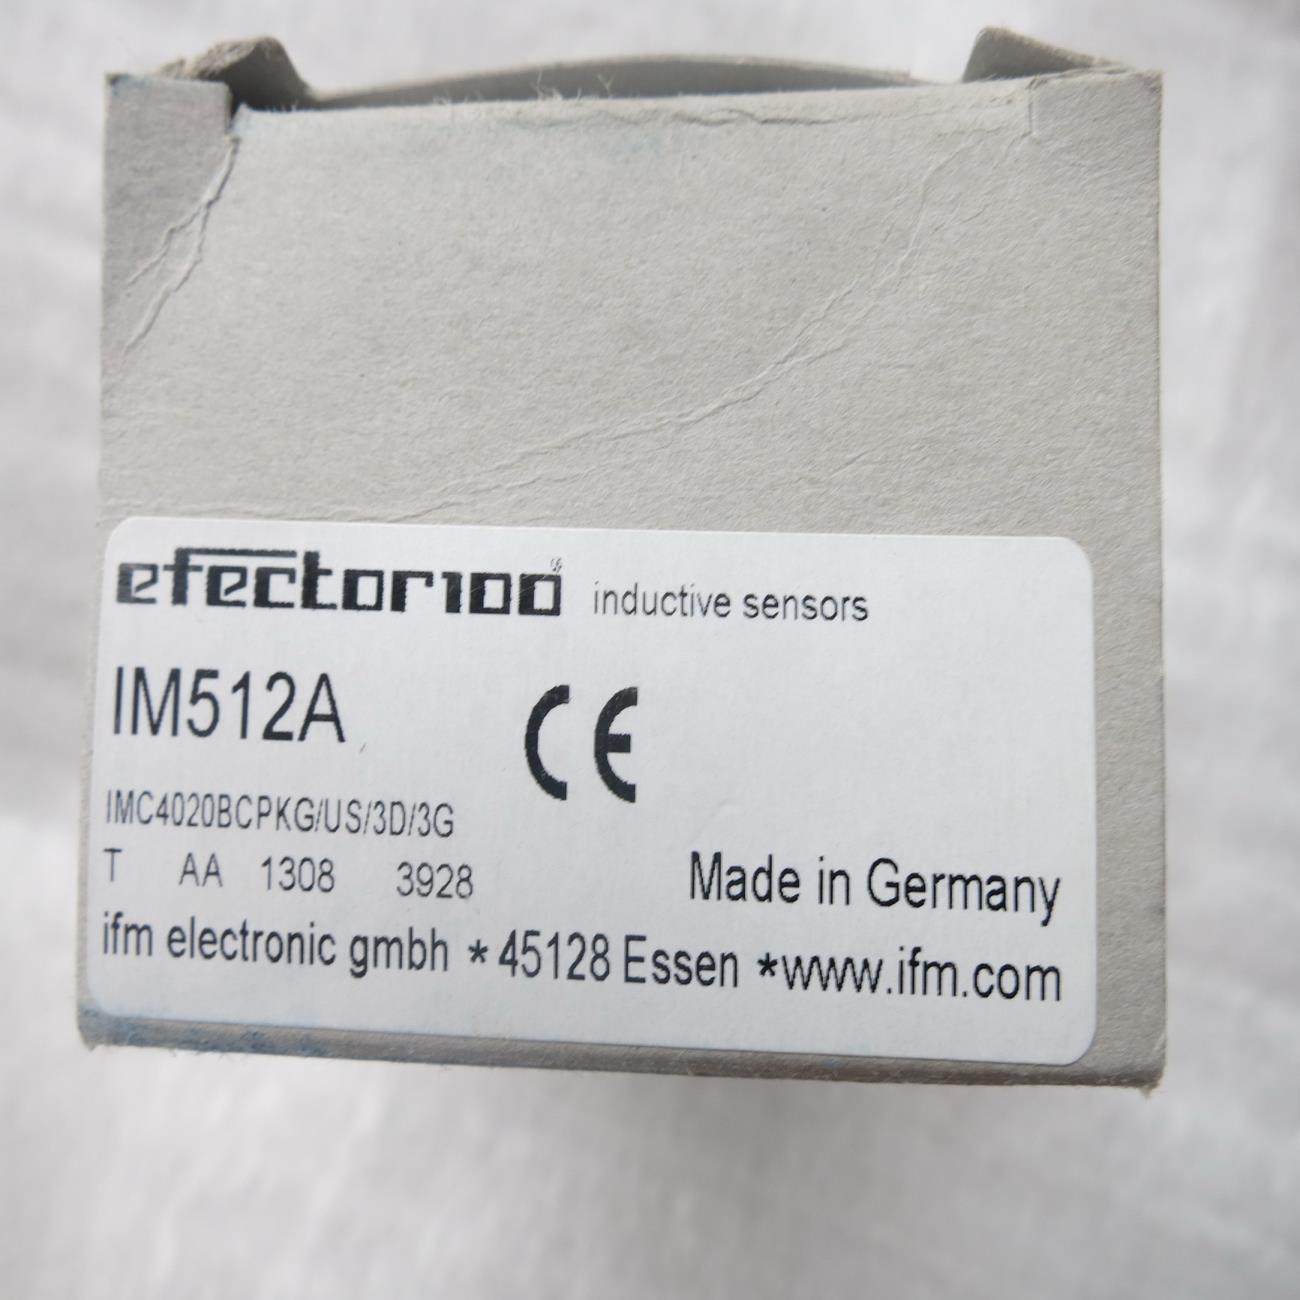 efector100 inductive sensors
IM512A CE
IMC4020BCPKG/US/3D/3G
T AA 1308 3928 Made in Germany
ifm electronic gmbh * 45128 Essen *www.ifm.com